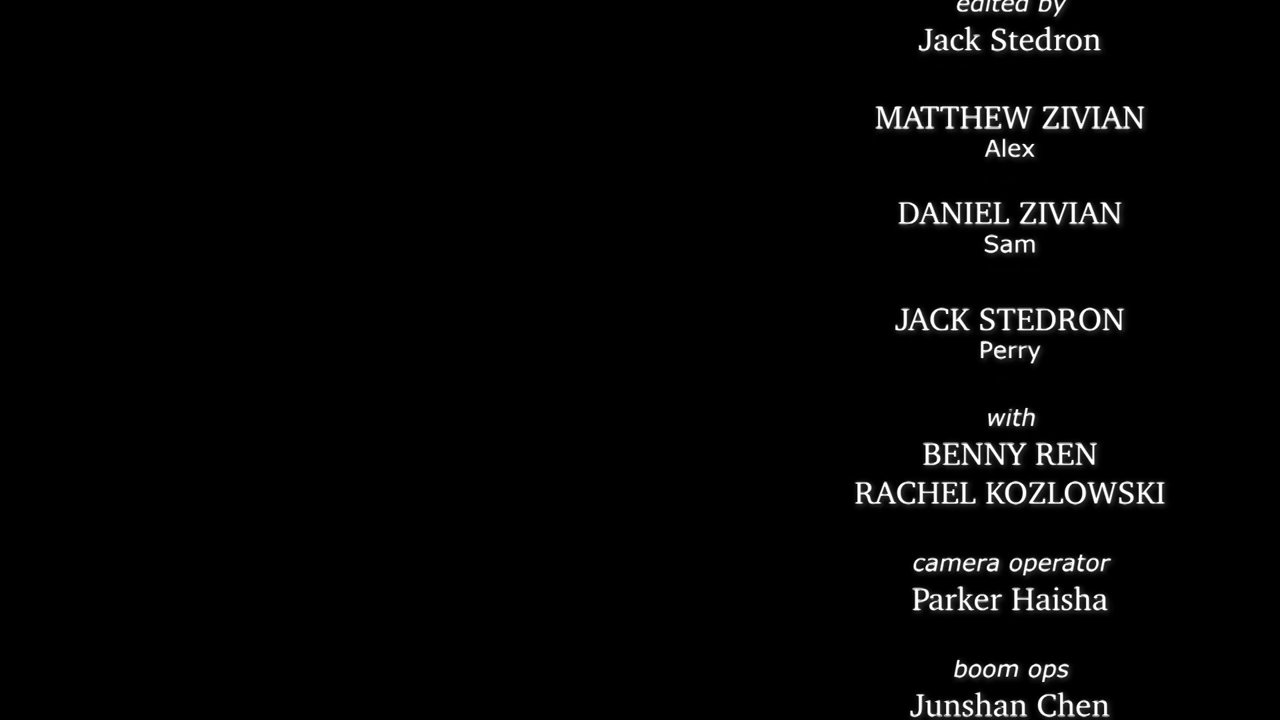 edited by
Jack Stedron
MATTHEW ZIVIAN
Alex
DANIEL ZIVIAN
Sam
JACK STEDRON
Perry
with
BENNY REN
RACHEL KOZLOWSKI
camera operator
Parker Haisha
boom ops
Junshan Chen